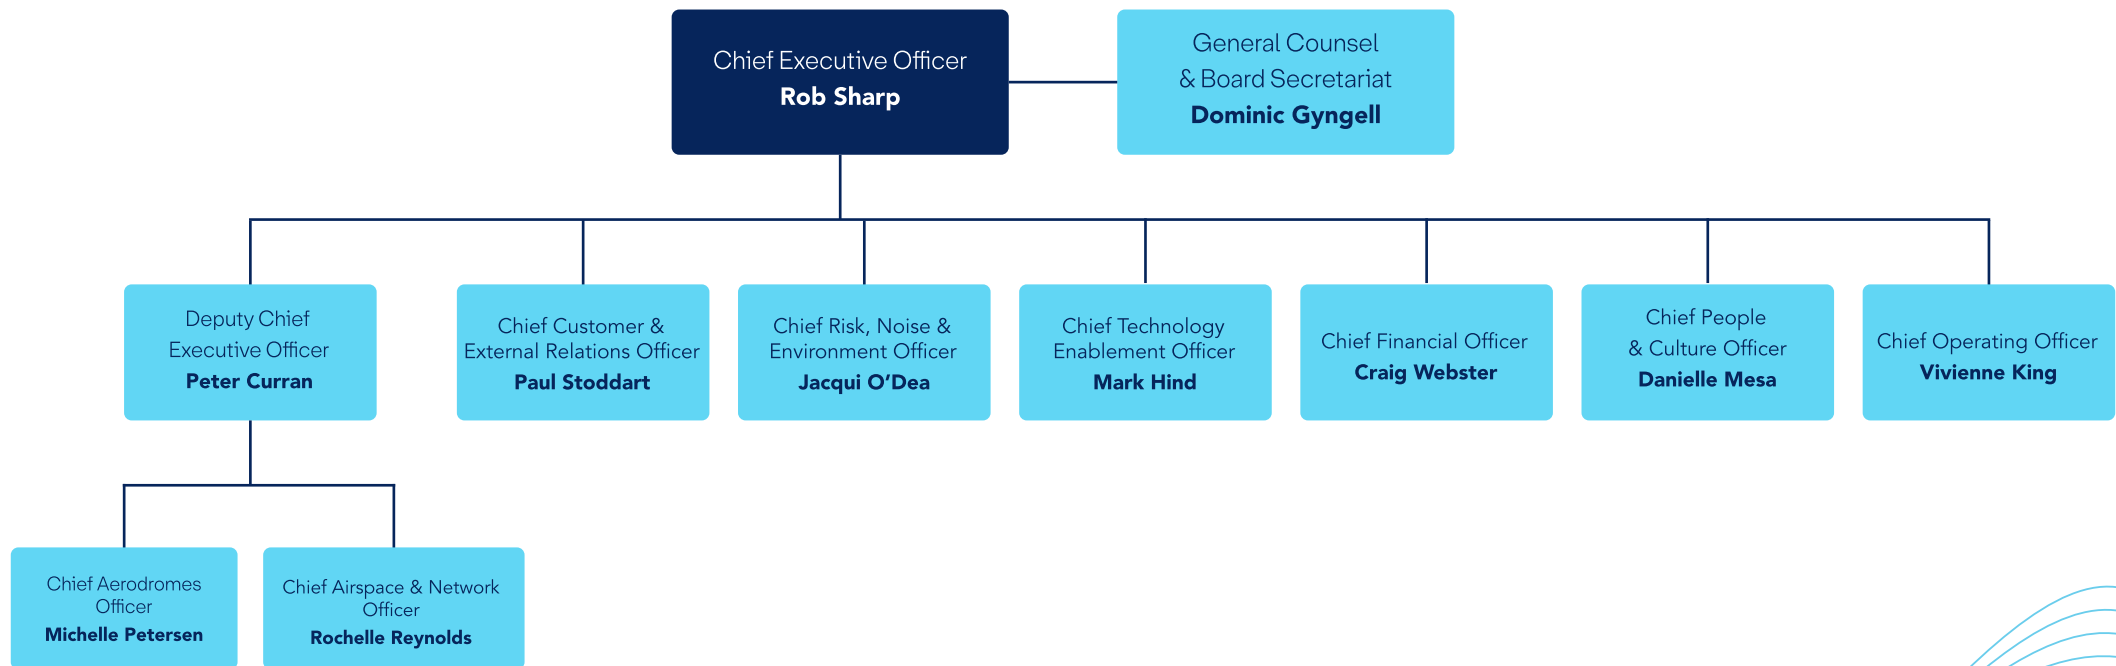 Chief Executive Officer
Rob Sharp
General Counsel
& Board Secretariat
Dominic Gyngell
Deputy Chief
Executive Officer
Peter Curran
Chief Customer &
External Relations Officer
Paul Stoddart
Chief Risk, Noise &
Environment Officer
Jacqui O’Dea
Chief Technology
Enablement Officer
Mark Hind
Chief Financial Officer
Craig Webster
Chief People
& Culture Officer
Danielle Mesa
Chief Operating Officer
Vivienne King
Chief Aerodromes
Officer
Michelle Petersen
Chief Airspace & Network
Officer
Rochelle Reynolds